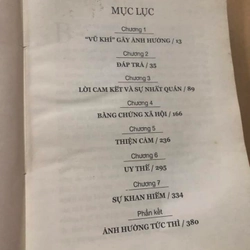 MỤC LỤC
Chương 1
“VŨ KHÍ” GÂY ẢNH HƯỞNG / 13
Chương 2
ĐÁP TRẢ / 35
Chương 3
LỜI CAM KẾT VÀ SỰ NHẤT QUÁN / 89
Chương 4
BẰNG CHỨNG XÃ HỘI / 166
Chương 5
THIỆN CẢM / 236
Chương 6
UY THẾ / 295
Chương 7
SỰ KHAN HIẾM / 334
Phần kết
ẢNH HƯỞNG TỨC THÌ / 380